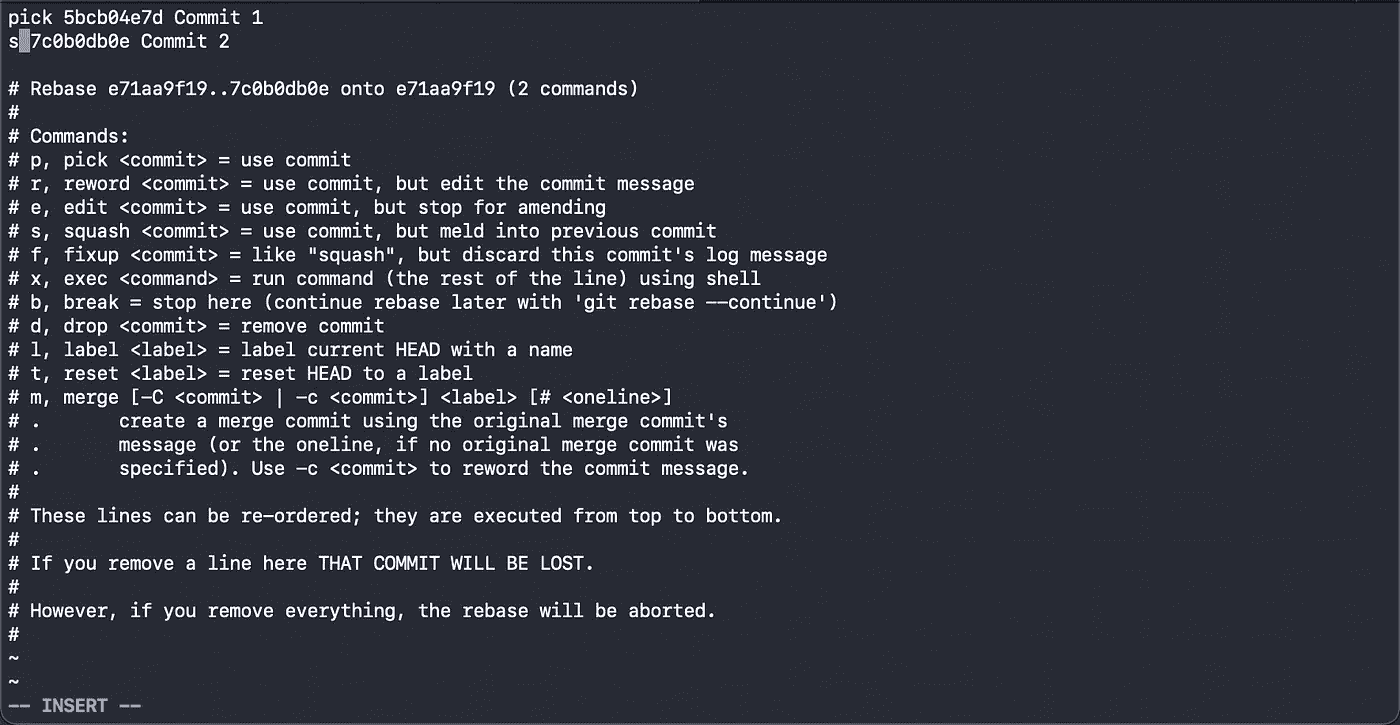 pick 5bcb04e7d Commit 1
s 7c0b0db0e Commit 2
# Rebase e71aa9f19..7c0b0db0e onto e71aa9f19 (2 commands)
#
# Commands:
# p, pick <commit> = use commit
# r, reword <commit> = use commit, but edit the commit message
# e, edit <commit> = use commit, but stop for amending
# s, squash <commit> = use commit, but meld into previous commit
# f, fixup <commit> = like "squash", but discard this commit's log message
# x, exec <command> = run command (the rest of the line) using shell
# b, break = stop here (continue rebase later with 'git rebase --continue')
# d, drop <commit> = remove commit
# l, label <label> = label current HEAD with a name
# t, reset <label> = reset HEAD to a label
# m, merge [-C <commit> | -c <commit>] <label> [# <oneline>]
# .       create a merge commit using the original merge commit's
# .       message (or the oneline, if no original merge commit was
# .       specified). Use -c <commit> to reword the commit message.
#
# These lines can be re-ordered; they are executed from top to bottom.
#
# If you remove a line here THAT COMMIT WILL BE LOST.
#
# However, if you remove everything, the rebase will be aborted.
#
~
~
-- INSERT --